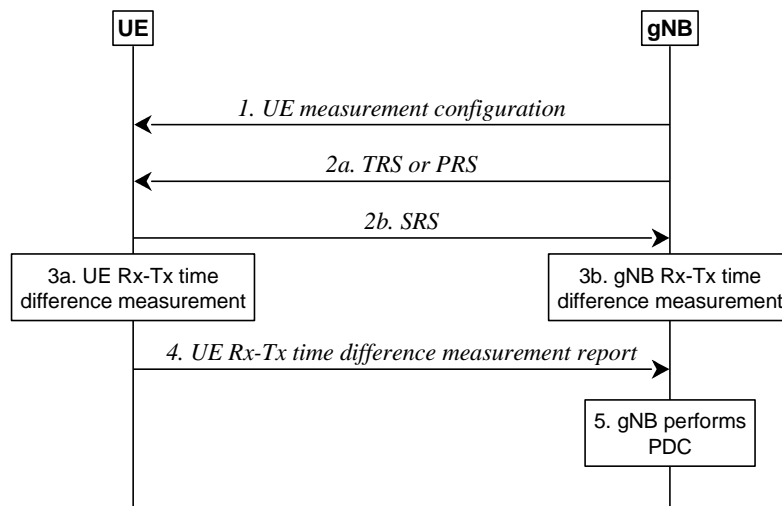 UE
gNB
1. UE measurement configuration
2a. TRS or PRS
2b. SRS
3a. UE Rx-Tx time
difference measurement
3b. gNB Rx-Tx time
difference measurement
4. UE Rx-Tx time difference measurement report
5. gNB performs
PDC